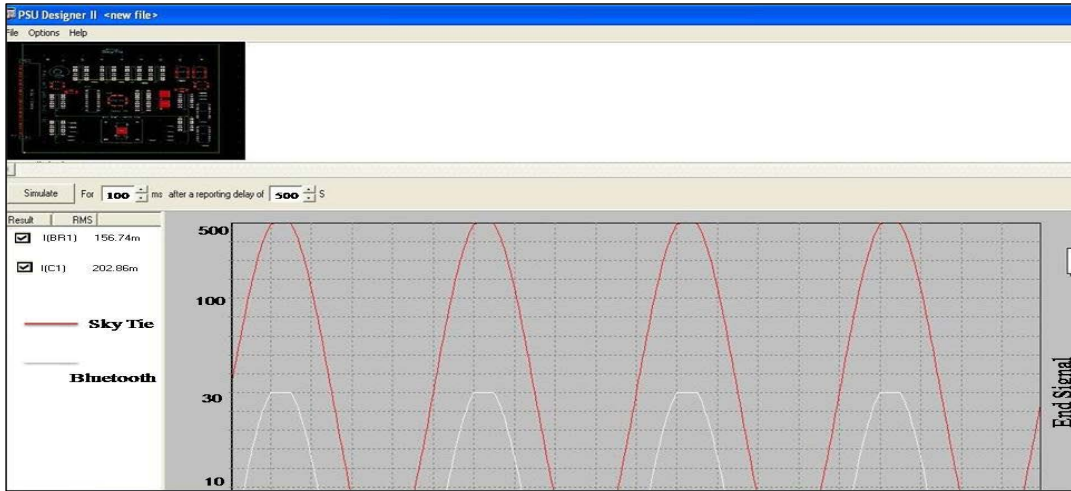 PSU Designer II <new file>
File Options Help
Simulate For 100 ms after a reporting delay of 500 S
Result RMS
I(BR1) 156.74m
I(C1) 202.86m
Sky Tie
Bluetooth
500
100
30
10
End Signal